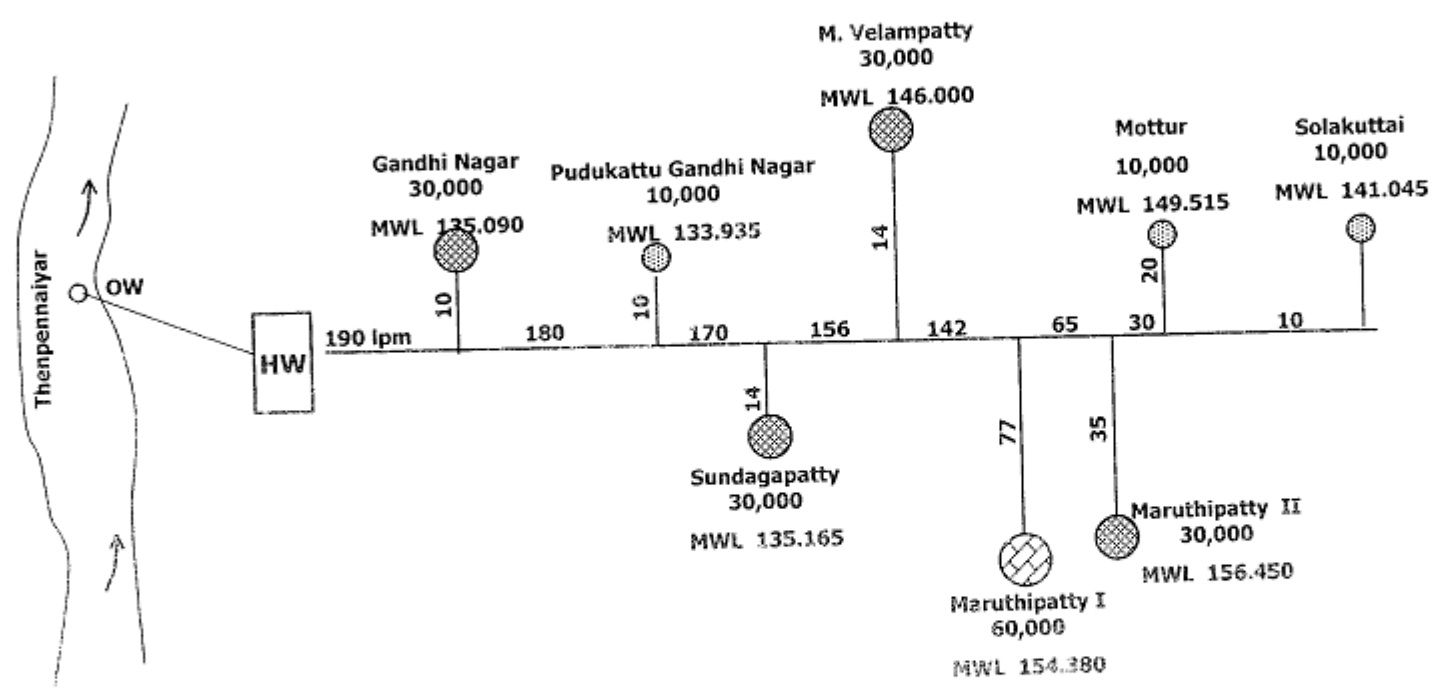 M. Velampatty
30,000
MWL 146.000
Mottur
10,000
MWL 149.515
Solakuttai
10,000
MWL 141.045
Gandhi Nagar
30,000
MWL 135.090
Pudukattu Gandhi Nagar
10,000
MWL 133.935
14
20
10
10
Thenpennaiyar
OW
HW
190 lpm
180
170
156
142
65
30
10
14
77
35
Sundagapatty
30,000
MWL 135.165
Maruthipatty II
30,000
MWL 156.450
Maruthipatty I
60,000
MWL 154.380